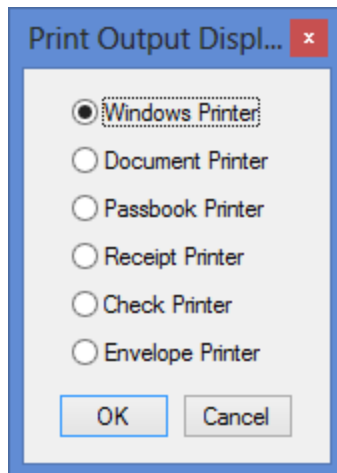 Print Output Displ...
x
Windows Printer
Document Printer
Passbook Printer
Receipt Printer
Check Printer
Envelope Printer
OK Cancel